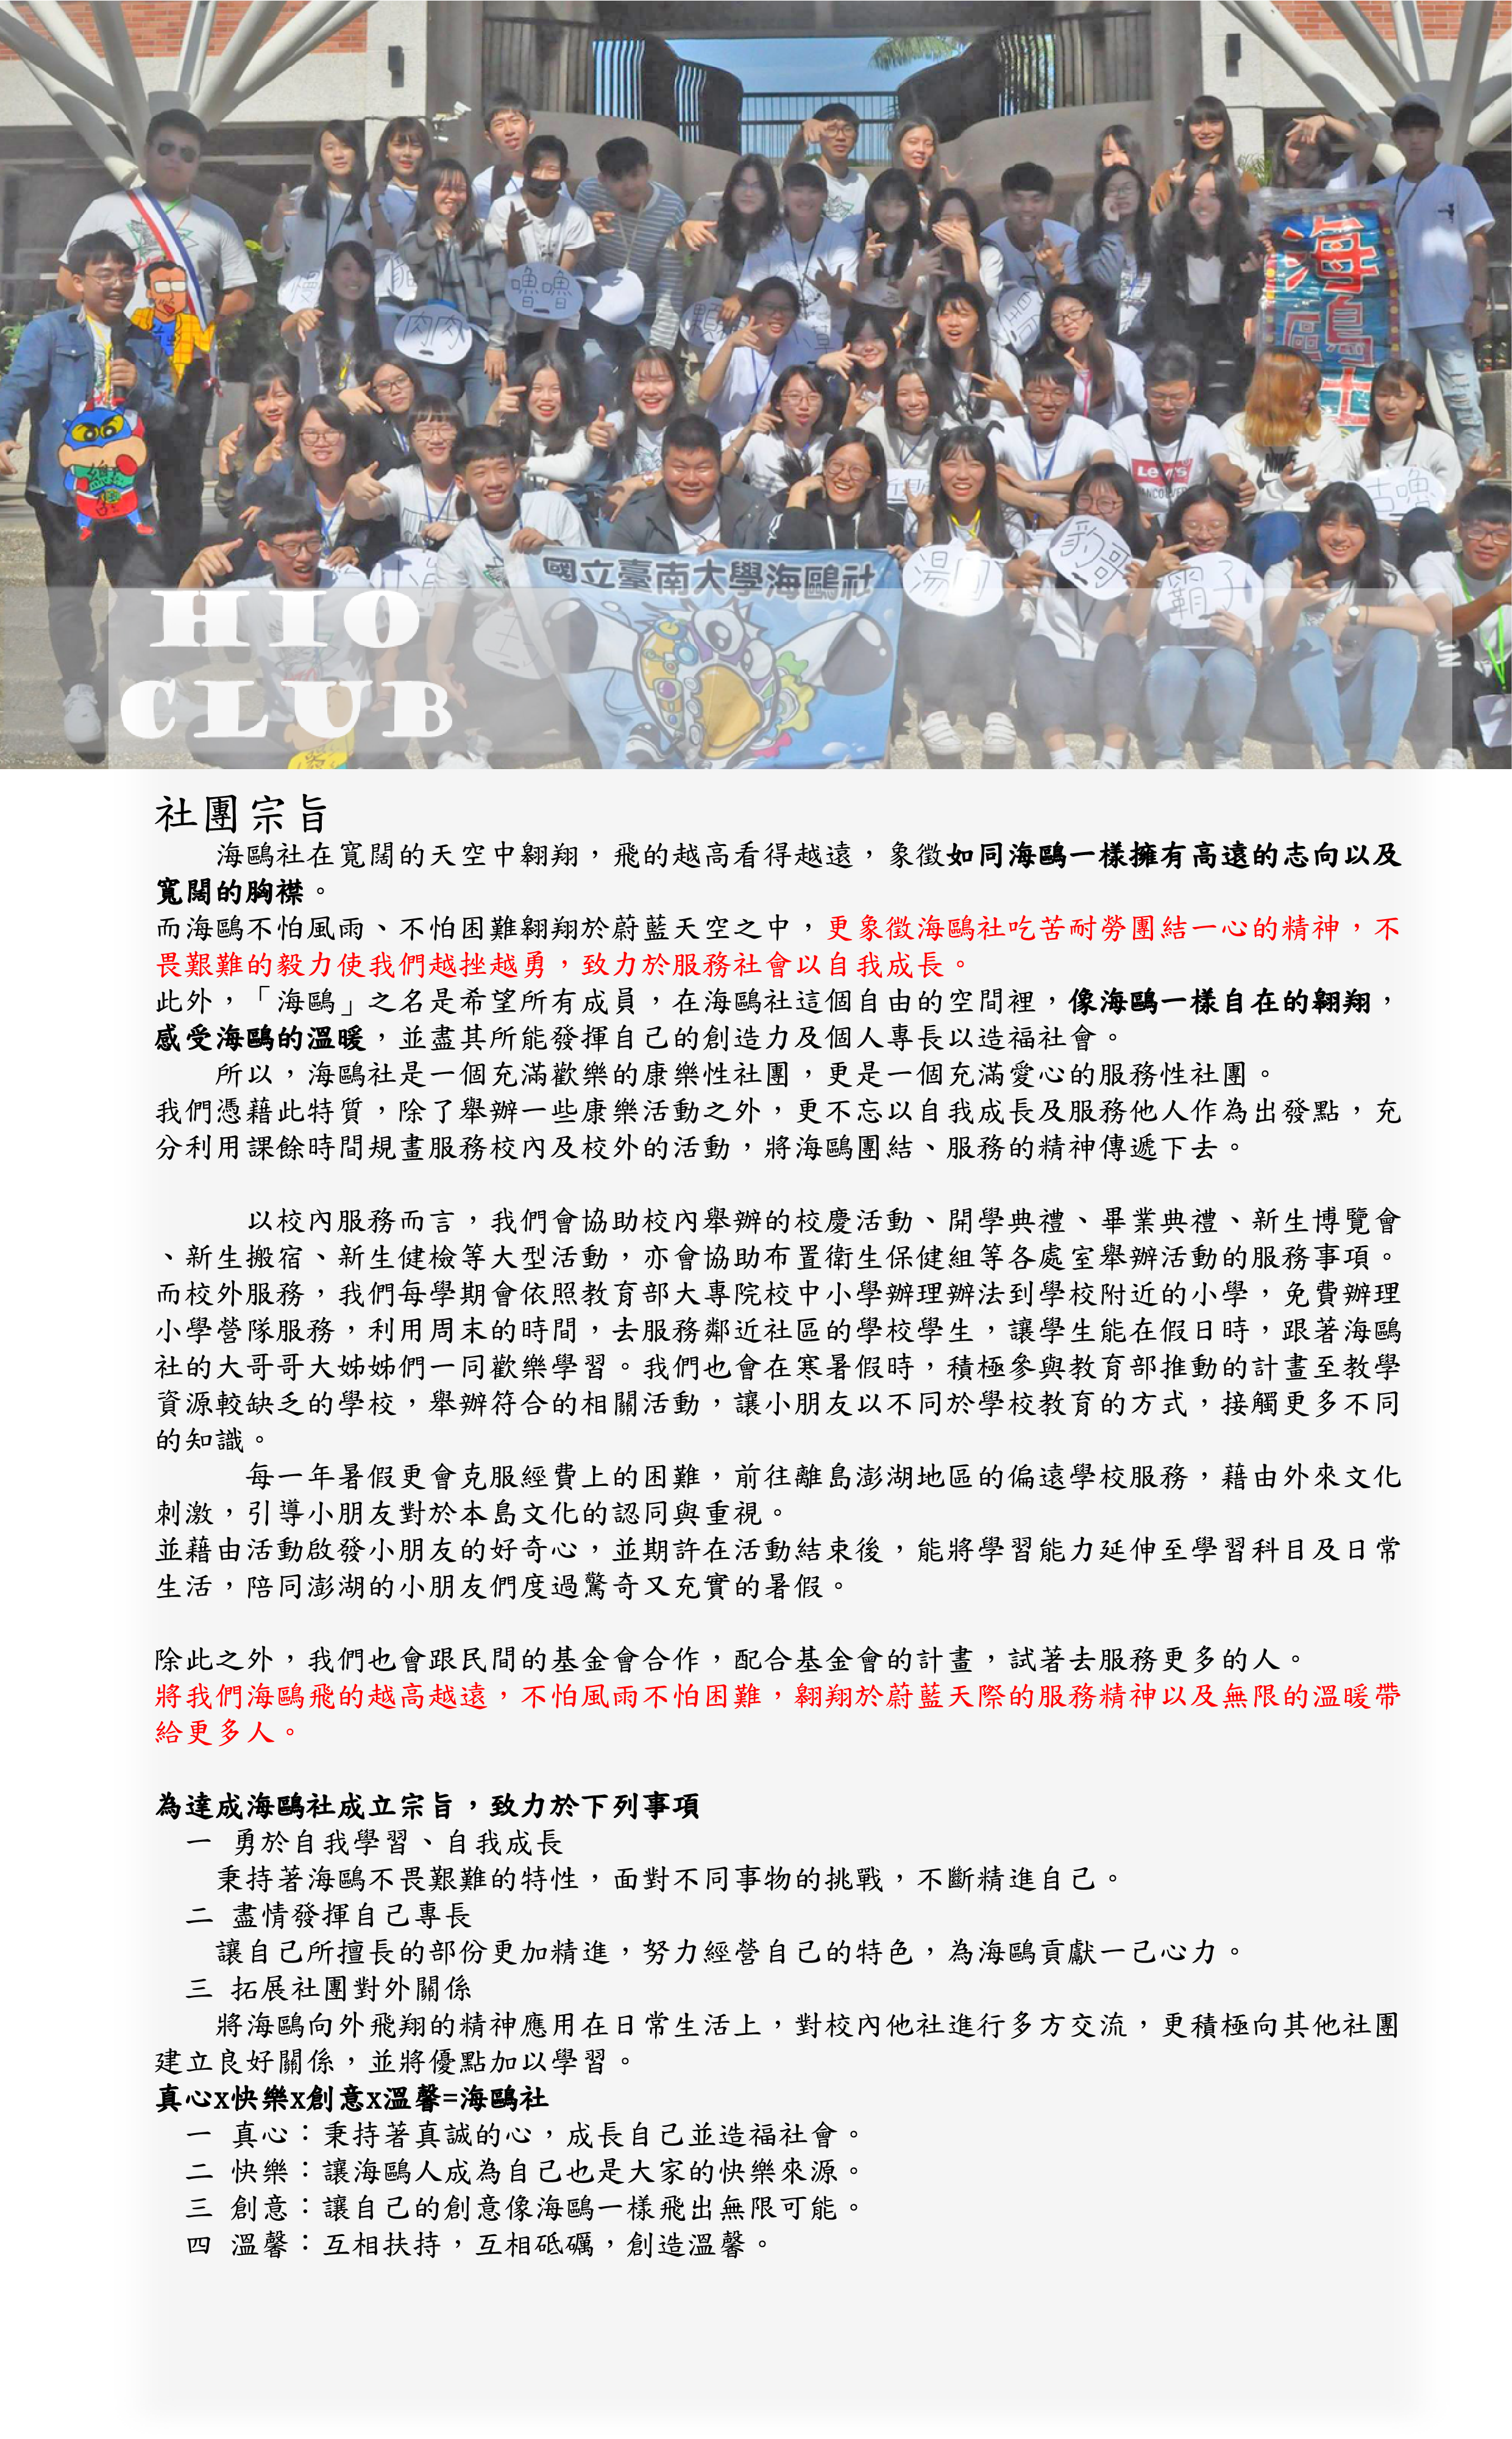 海鷗社
嚕嚕
肉肉
豹哥
霸子
Levi's
NIKE
國立臺南大學海鷗社
HIO
CLUB
社團宗旨
海鷗社在寬闊的天空中翱翔，飛的越高看得越遠，象徵如同海鷗一樣擁有高遠的志向以及
寬闊的胸襟。
而海鷗不怕風雨、不怕困難翱翔於蔚藍天空之中，更象徵海鷗社吃苦耐勞團結一心的精神，不
畏艱難的毅力使我們越挫越勇，致力於服務社會以自我成長。
此外，「海鷗」之名是希望所有成員，在海鷗社這個自由的空間裡，像海鷗一樣自在的翱翔，
感受海鷗的溫暖，並盡其所能發揮自己的創造力及個人專長以造福社會。
所以，海鷗社是一個充滿歡樂的康樂性社團，更是一個充滿愛心的服務性社團。
我們憑藉此特質，除了舉辦一些康樂活動之外，更不忘以自我成長及服務他人作為出發點，充
分利用課餘時間規畫服務校內及校外的活動，將海鷗團結、服務的精神傳遞下去。
以校內服務而言，我們會協助校內舉辦的校慶活動、開學典禮、畢業典禮、新生博覽會
、新生搬宿、新生健檢等大型活動，亦會協助布置衛生保健組等各處室舉辦活動的服務事項。
而校外服務，我們每學期會依照教育部大專院校中小學辦理辦法到學校附近的小學，免費辦理
小學營隊服務，利用周末的時間，去服務鄰近社區的學校學生，讓學生能在假日時，跟著海鷗
社的大哥哥大姊姊們一同歡樂學習。我們也會在寒暑假時，積極參與教育部推動的計畫至教學
資源較缺乏的學校，舉辦符合的相關活動，讓小朋友以不同於學校教育的方式，接觸更多不同
的知識。
每一年暑假更會克服經費上的困難，前往離島澎湖地區的偏遠學校服務，藉由外來文化
刺激，引導小朋友對於本島文化的認同與重視。
並藉由活動啟發小朋友的好奇心，並期許在活動結束後，能將學習能力延伸至學習科目及日常
生活，陪同澎湖的小朋友們度過驚奇又充實的暑假。
除此之外，我們也會跟民間的基金會合作，配合基金會的計畫，試著去服務更多的人。
將我們海鷗飛的越高越遠，不怕風雨不怕困難，翱翔於蔚藍天際的服務精神以及無限的溫暖帶
給更多人。
為達成海鷗社成立宗旨，致力於下列事項
一 勇於自我學習、自我成長
秉持著海鷗不畏艱難的特性，面對不同事物的挑戰，不斷精進自己。
二 盡情發揮自己專長
讓自己所擅長的部份更加精進，努力經營自己的特色，為海鷗貢獻一己心力。
三 拓展社團對外關係
將海鷗向外飛翔的精神應用在日常生活上，對校內他社進行多方交流，更積極向其他社團
建立良好關係，並將優點加以學習。
真心x快樂x創意x溫馨=海鷗社
一 真心：秉持著真誠的心，成長自己並造福社會。
二 快樂：讓海鷗人成為自己也是大家的快樂來源。
三 創意：讓自己的創意像海鷗一樣飛出無限可能。
四 溫馨：互相扶持，互相砥礪，創造溫馨。